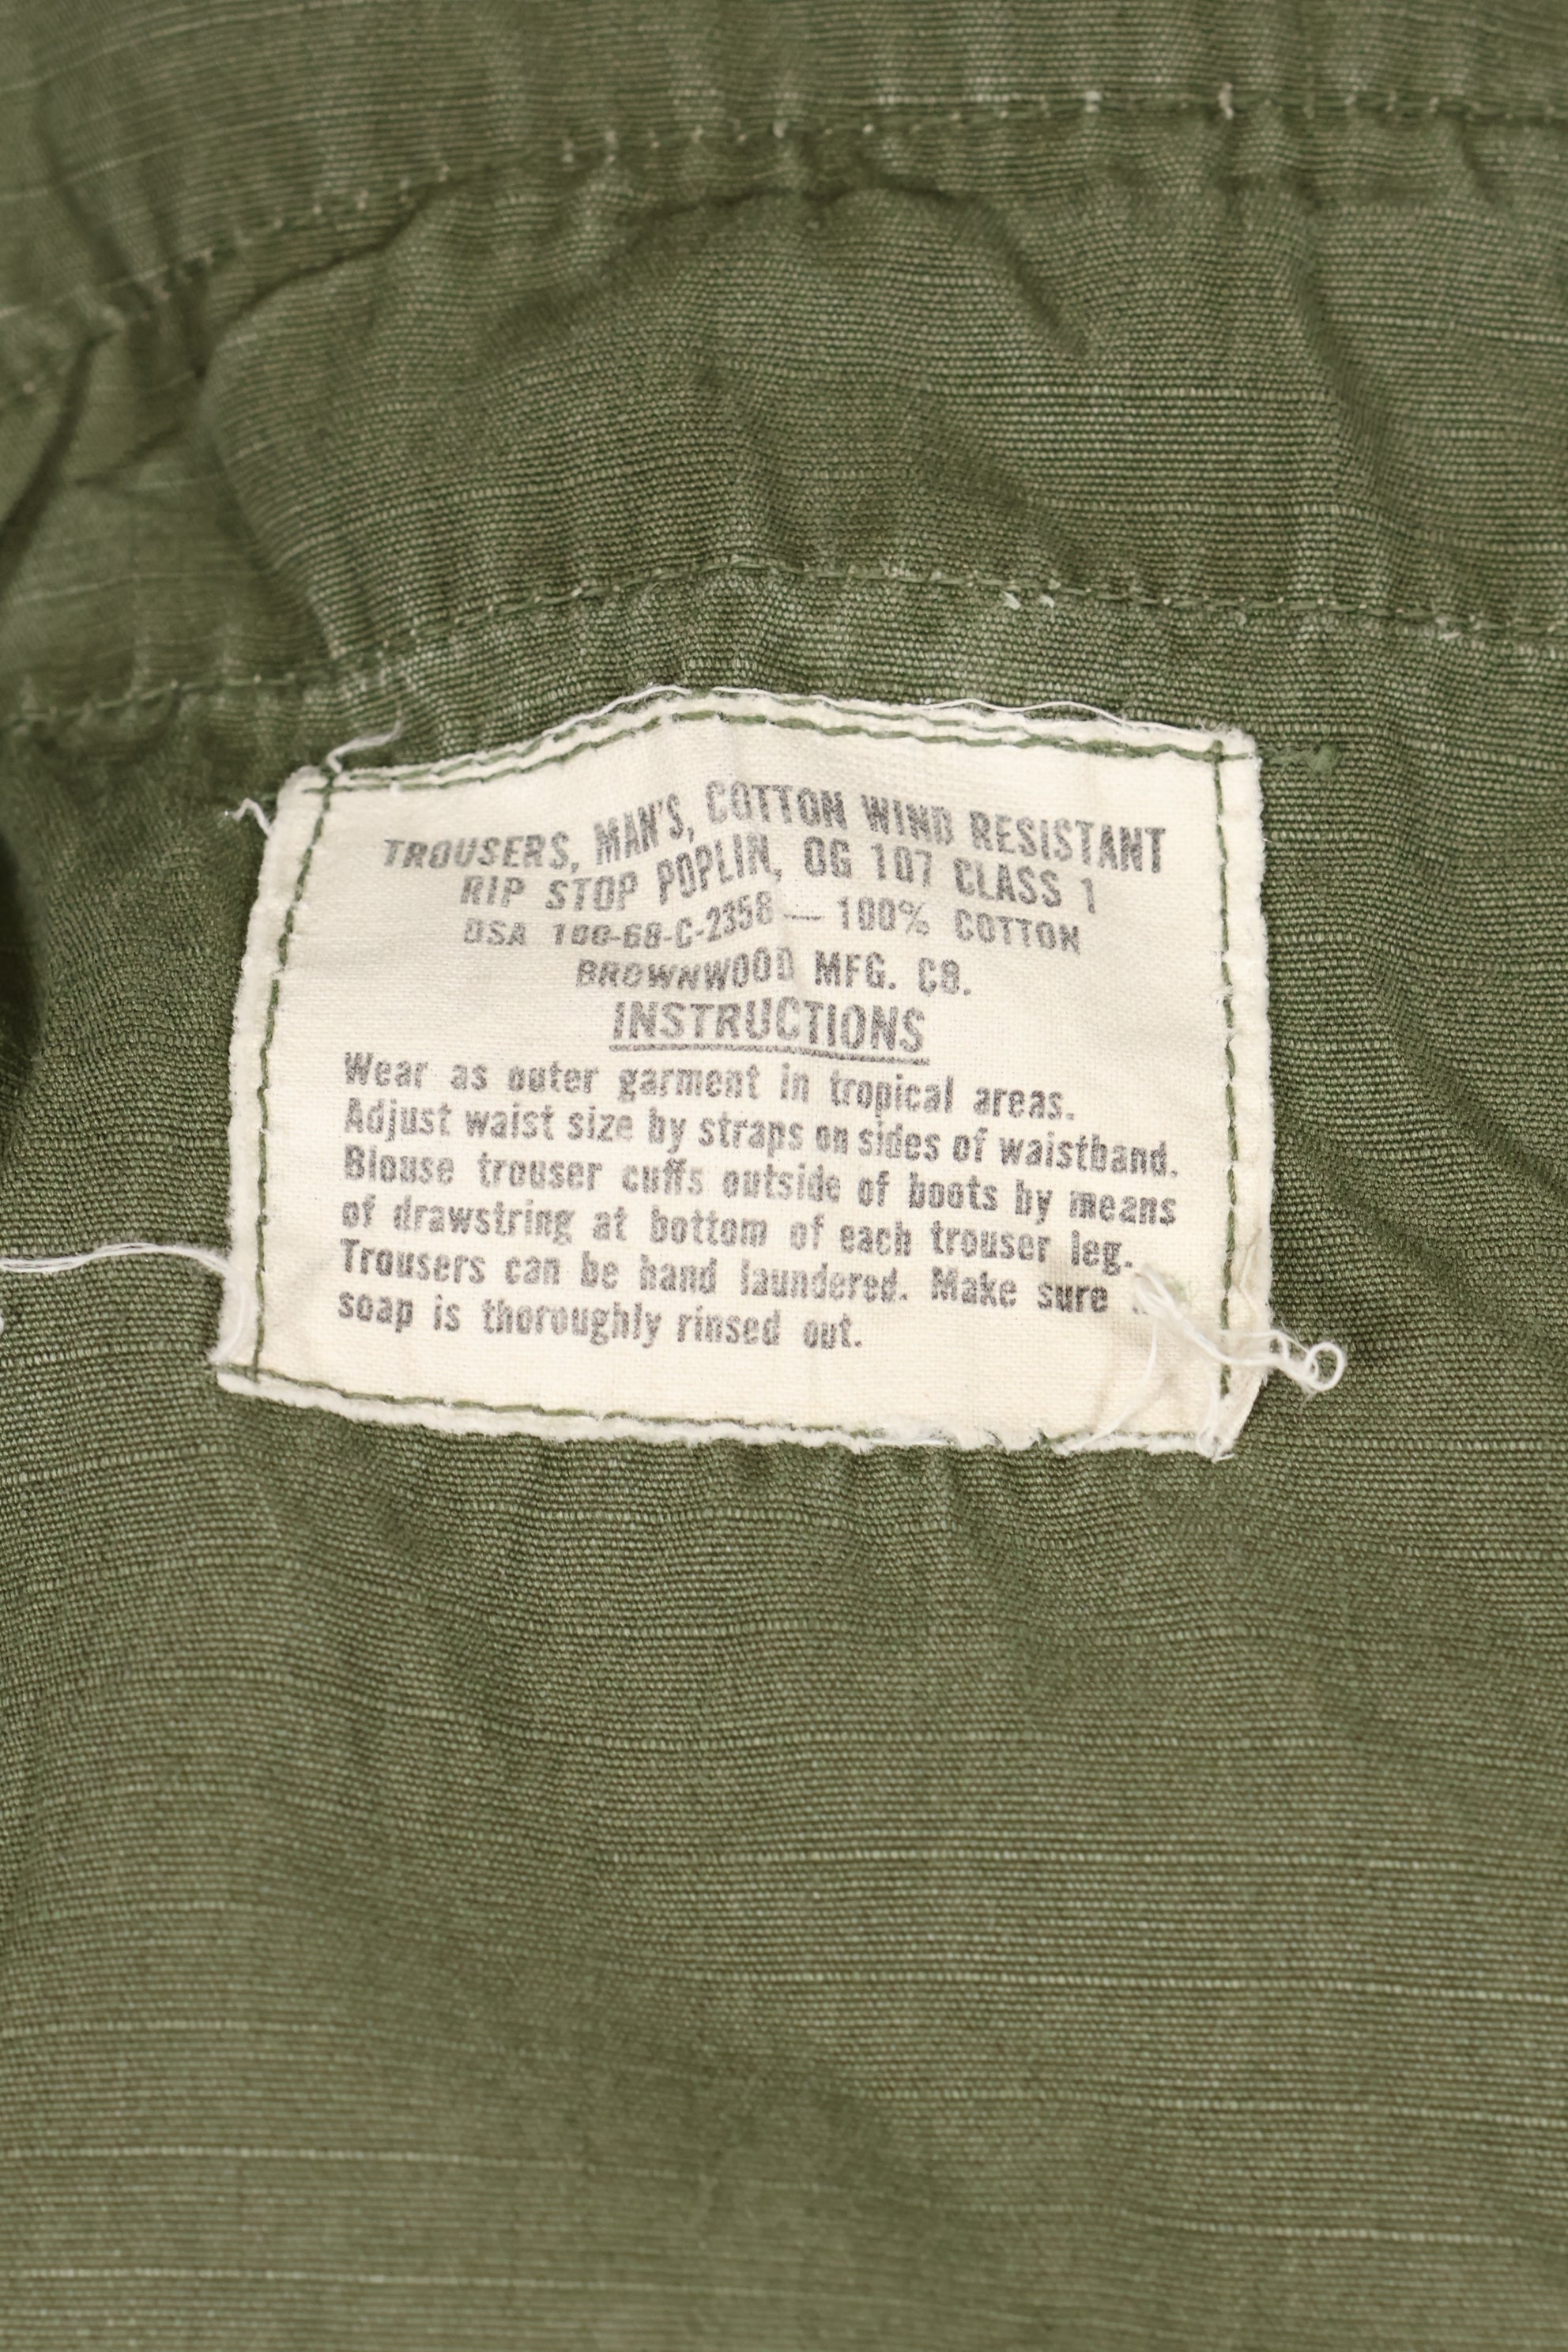 TROUSERS, MAN'S, COTTON WIND RESISTANT
RIP STOP POPLIN, OG 107 CLASS 1
DSA 100-68-C-2358 — 100% COTTON
BROWNWOOD MFG. CO.
INSTRUCTIONS
Wear as outer garment in tropical areas.
Adjust waist size by straps on sides of waistband.
Blouse trouser cuffs outside of boots by means
of drawstring at bottom of each trouser leg.
Trousers can be hand laundered. Make sure
soap is thoroughly rinsed out.